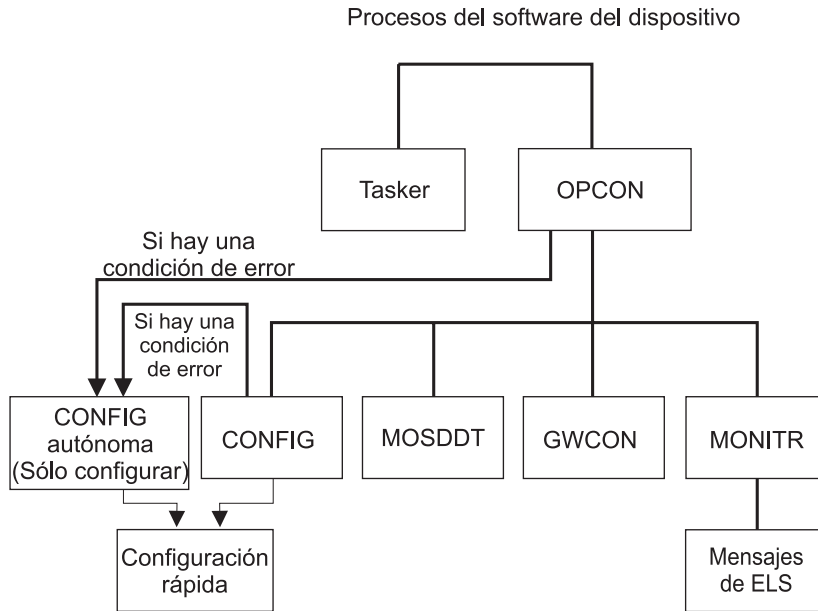 Procesos del software del dispositivo
Tasker
OPCON
Si hay una
condición de error
Si hay una
condición
de error
CONFIG
autónoma
(Sólo configurar)
CONFIG
MOSDDT
GWCON
MONITR
Configuración
rápida
Mensajes
de ELS